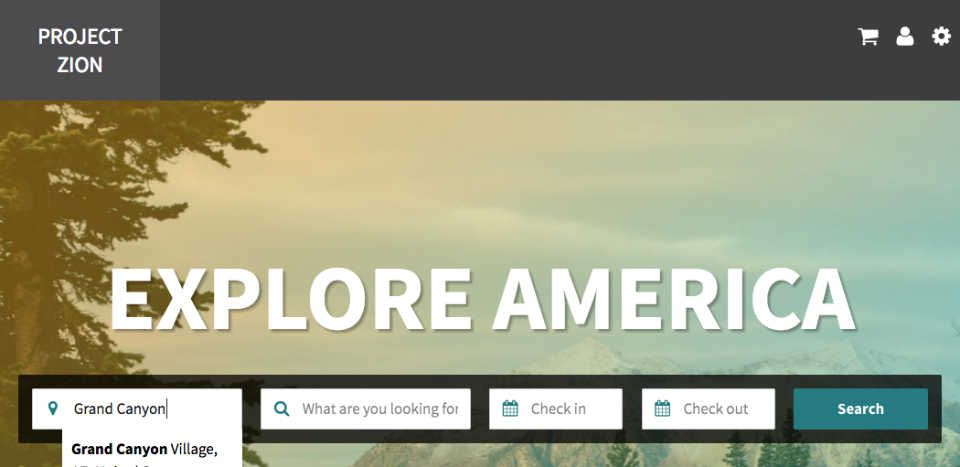 PROJECT
ZION
EXPLORE AMERICA
Grand Canyon
What are you looking for
Check in
Check out
Search
Grand Canyon Village,